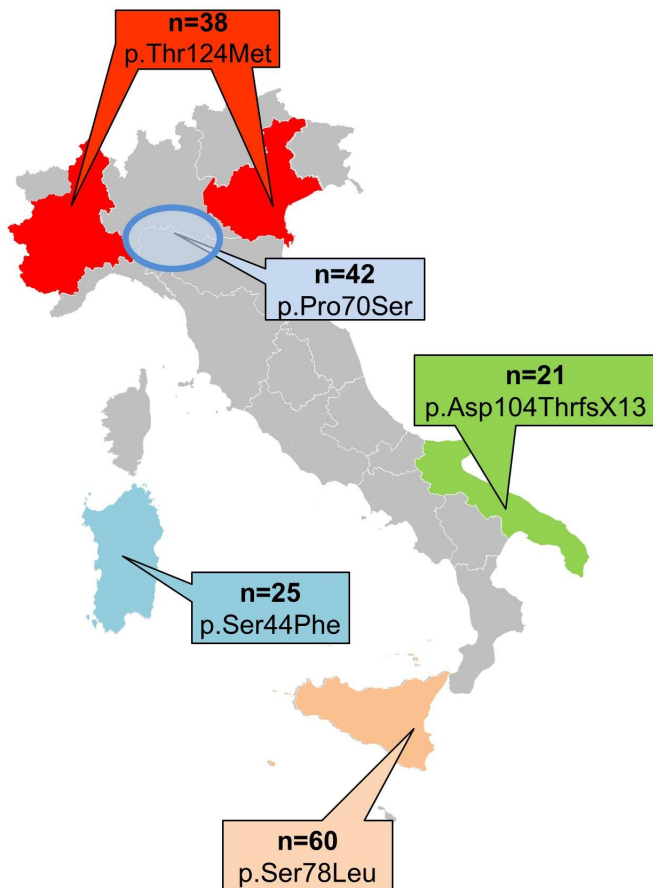 n=38
p.Thr124Met
n=42
p.Pro70Ser
n=21
p.Asp104ThrfsX13
n=25
p.Ser44Phe
n=60
p.Ser78Leu